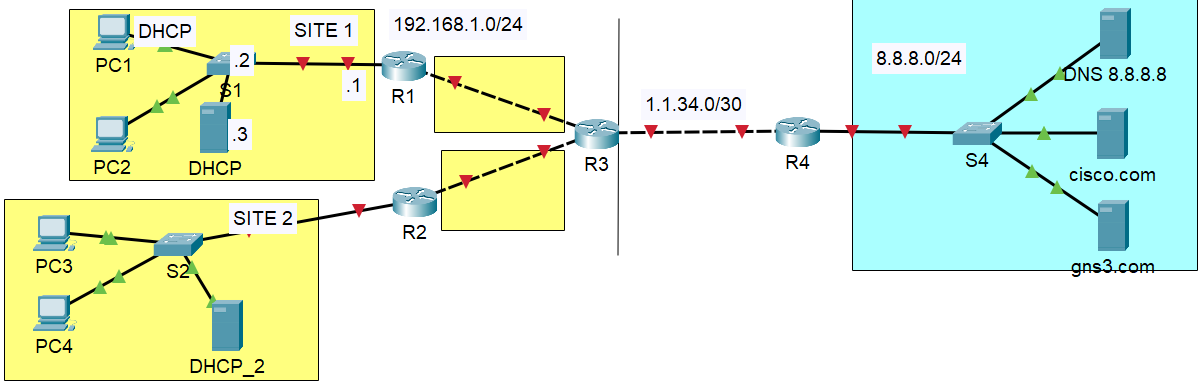 DHCP
SITE 1
192.168.1.0/24
PC1
.2
S1
.1
R1
PC2
.3
DHCP
8.8.8.0/24
DNS 8.8.8.8
1.1.34.0/30
R3
R4
S4
cisco.com
gns3.com
SITE 2
R2
PC3
S2
PC4
DHCP_2